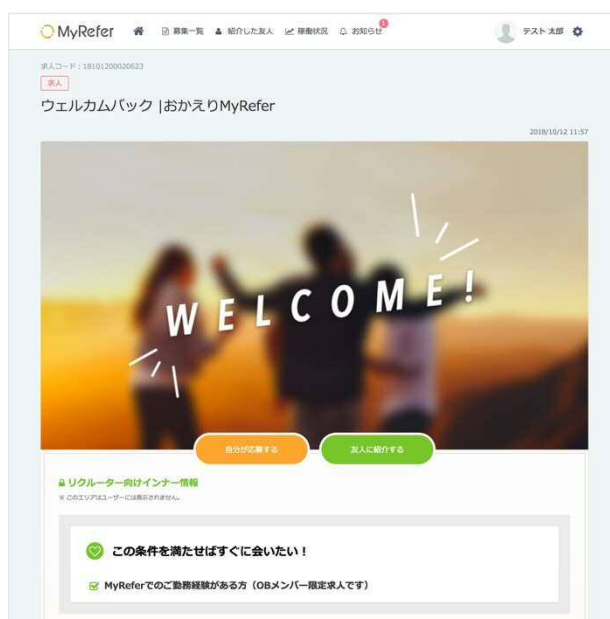 MyRefer 募集一覧 紹介した友人 稼働状況 お知らせ 1 テスト 太郎
求人コード:18101200020623
求人
ウェルカムバック |おかえりMyRefer
2018/10/12 11:57
WELCOME!
自分が応募する 友人に紹介する
リクルーター向けインナー情報
※ このエリアはユーザーには表示されません。
この条件を満たせばすぐに会いたい!
MyReferでのご勤務経験がある方(OBメンバー限定求人です)